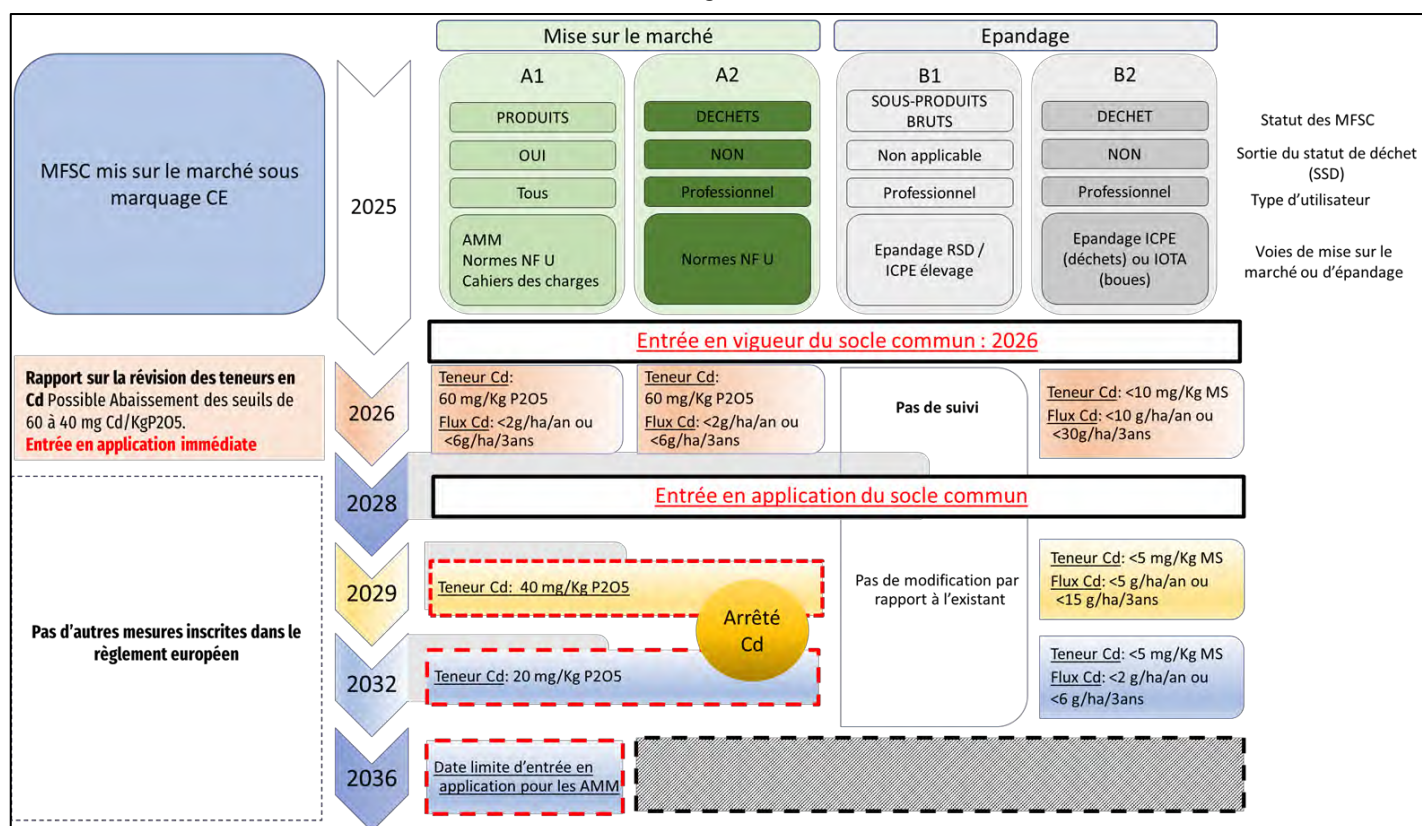 Mise sur le marché
Epandage
A1
A2
B1
B2
PRODUITS
DECHETS
SOUS-PRODUITS
BRUTS
DECHET
Statut des MFSC
OUI
NON
Non applicable
NON
Sortie du statut de déchet
(SSD)
Tous
Professionnel
Professionnel
Professionnel
Type d'utilisateur
AMM
Normes NF U
Cahiers des charges
Normes NF U
Epandage RSD /
ICPE élevage
Epandage ICPE
(déchets) ou IOTA
(boues)
Voies de mise sur le
marché ou d'épandage
MFSC mis sur le marché sous
marquage CE
2025
Entrée en vigueur du socle commun : 2026
Rapport sur la révision des teneurs en
Cd Possible Abaissement des seuils de
60 à 40 mg Cd/KgP2O5.
Entrée en application immédiate
2026
Teneur Cd:
60 mg/Kg P2O5
Flux Cd: <2g/ha/an ou
<6g/ha/3ans
Teneur Cd:
60 mg/Kg P2O5
Flux Cd: <2g/ha/an ou
<6g/ha/3ans
Pas de suivi
Teneur Cd: <10 mg/Kg MS
Flux Cd: <10 g/ha/an ou
<30g/ha/3ans
2028
Entrée en application du socle commun
Pas d'autres mesures inscrites dans le
règlement européen
2029
Teneur Cd: 40 mg/Kg P2O5
Arrêté
Cd
Pas de modification par
rapport à l'existant
Teneur Cd: <5 mg/Kg MS
Flux Cd: <5 g/ha/an ou
<15 g/ha/3ans
2032
Teneur Cd: 20 mg/Kg P2O5
Teneur Cd: <5 mg/Kg MS
Flux Cd: <2 g/ha/an ou
<6 g/ha/3ans
2036
Date limite d'entrée en
application pour les AMM